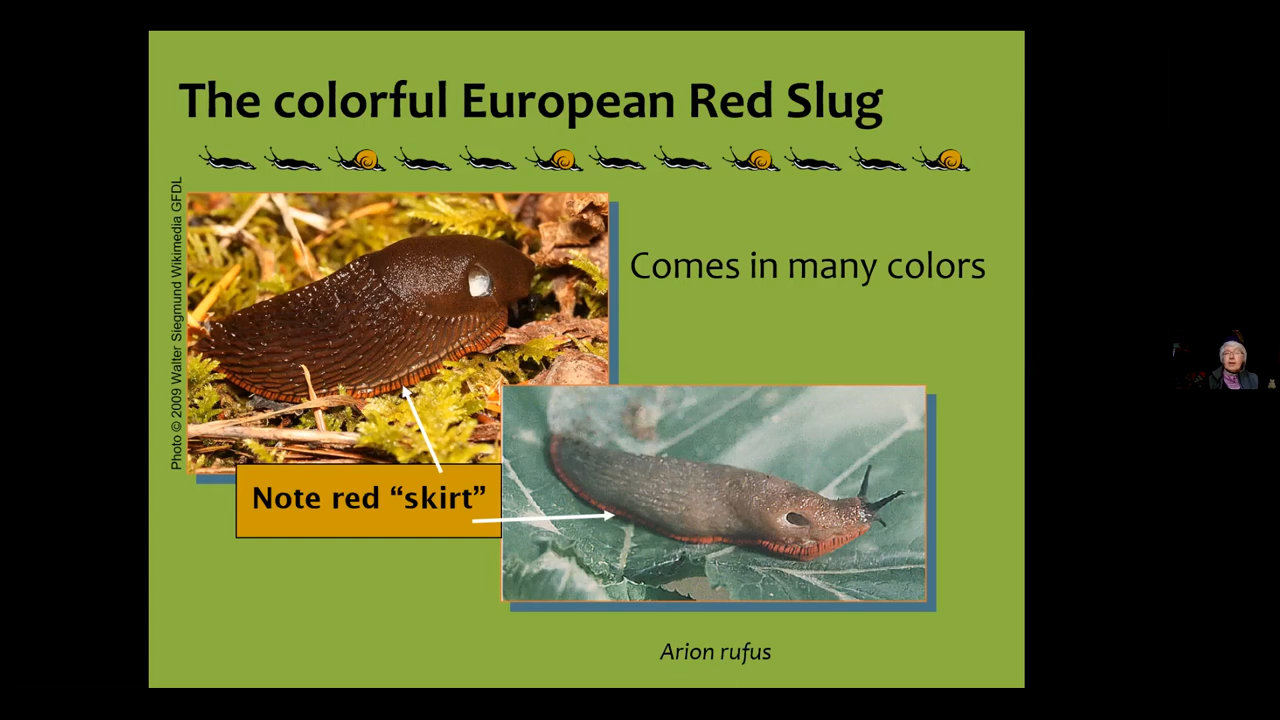 The colorful European Red Slug
Photo © 2009 Walter Siegmund Wikimedia GFDL
Comes in many colors
Note red “skirt”
Arion rufus